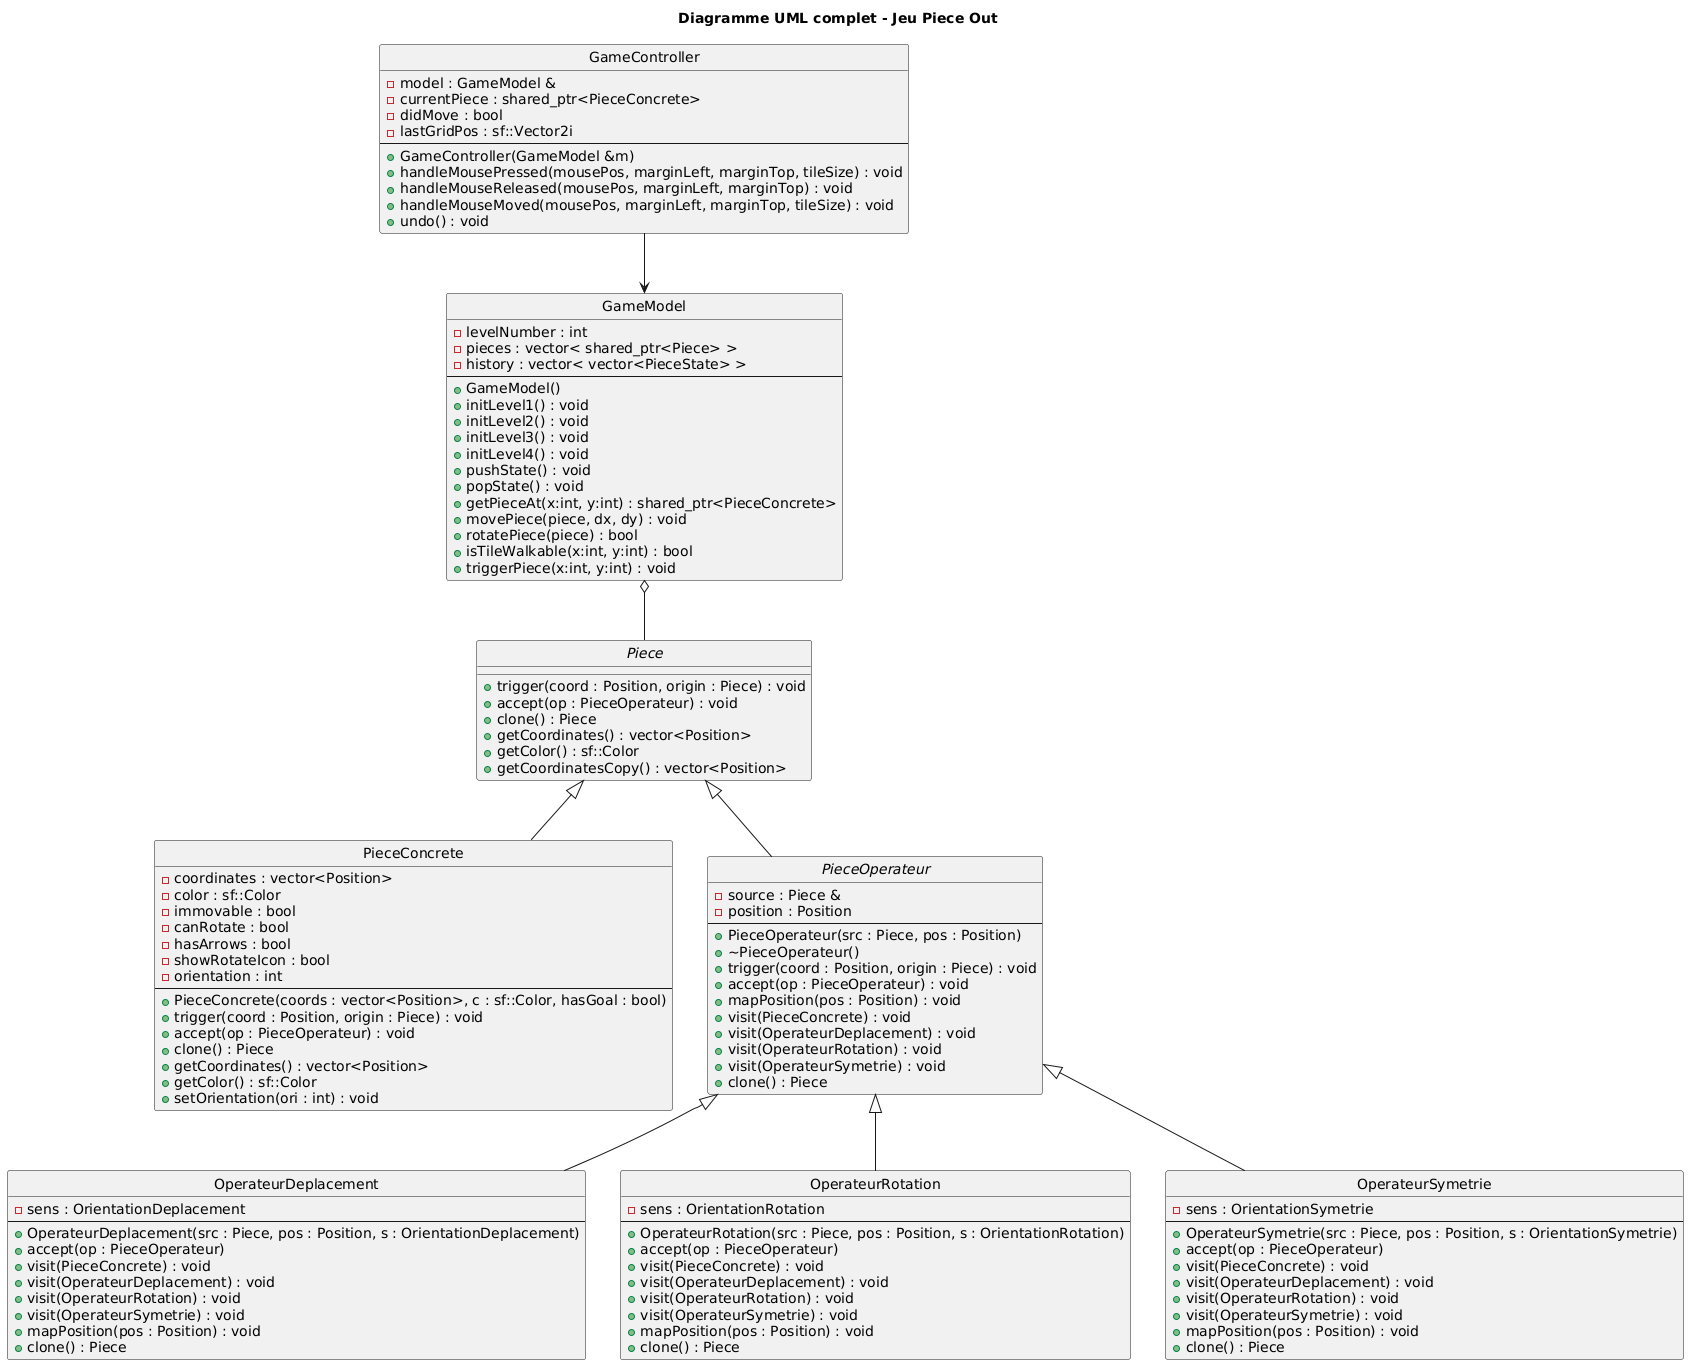 Diagramme UML complet - Jeu Piece Out
GameController
model : GameModel &
currentPiece : shared_ptr<PieceConcrete>
didMove : bool
lastGridPos : sf::Vector2i
GameController(GameModel &m)
handleMousePressed(mousePos, marginLeft, marginTop, tileSize) : void
handleMouseReleased(mousePos, marginLeft, marginTop) : void
handleMouseMoved(mousePos, marginLeft, marginTop, tileSize) : void
undo() : void
GameModel
levelNumber : int
pieces : vector< shared_ptr<Piece> >
history : vector< vector<PieceState> >
GameModel()
initLevel1() : void
initLevel2() : void
initLevel3() : void
initLevel4() : void
pushState() : void
popState() : void
getPieceAt(x:int, y:int) : shared_ptr<PieceConcrete>
movePiece(piece, dx, dy) : void
rotatePiece(piece) : bool
isTileWalkable(x:int, y:int) : bool
triggerPiece(x:int, y:int) : void
Piece
trigger(coord : Position, origin : Piece) : void
accept(op : PieceOperateur) : void
clone() : Piece
getCoordinates() : vector<Position>
getColor() : sf::Color
getCoordinatesCopy() : vector<Position>
PieceConcrete
coordinates : vector<Position>
color : sf::Color
immovable : bool
canRotate : bool
hasArrows : bool
showRotateIcon : bool
orientation : int
PieceConcrete(coords : vector<Position>, c : sf::Color, hasGoal : bool)
trigger(coord : Position, origin : Piece) : void
accept(op : PieceOperateur) : void
clone() : Piece
getCoordinates() : vector<Position>
getColor() : sf::Color
setOrientation(ori : int) : void
PieceOperateur
source : Piece &
position : Position
PieceOperateur(src : Piece, pos : Position)
~PieceOperateur()
trigger(coord : Position, origin : Piece) : void
accept(op : PieceOperateur) : void
mapPosition(pos : Position) : void
visit(PieceConcrete) : void
visit(OperateurDeplacement) : void
visit(OperateurRotation) : void
visit(OperateurSymetrie) : void
clone() : Piece
OperateurDeplacement
sens : OrientationDeplacement
OperateurDeplacement(src : Piece, pos : Position, s : OrientationDeplacement)
accept(op : PieceOperateur)
visit(PieceConcrete) : void
visit(OperateurDeplacement) : void
visit(OperateurRotation) : void
visit(OperateurSymetrie) : void
mapPosition(pos : Position) : void
clone() : Piece
OperateurRotation
sens : OrientationRotation
OperateurRotation(src : Piece, pos : Position, s : OrientationRotation)
accept(op : PieceOperateur)
visit(PieceConcrete) : void
visit(OperateurDeplacement) : void
visit(OperateurRotation) : void
visit(OperateurSymetrie) : void
mapPosition(pos : Position) : void
clone() : Piece
OperateurSymetrie
sens : OrientationSymetrie
OperateurSymetrie(src : Piece, pos : Position, s : OrientationSymetrie)
accept(op : PieceOperateur)
visit(PieceConcrete) : void
visit(OperateurDeplacement) : void
visit(OperateurRotation) : void
visit(OperateurSymetrie) : void
mapPosition(pos : Position) : void
clone() : Piece